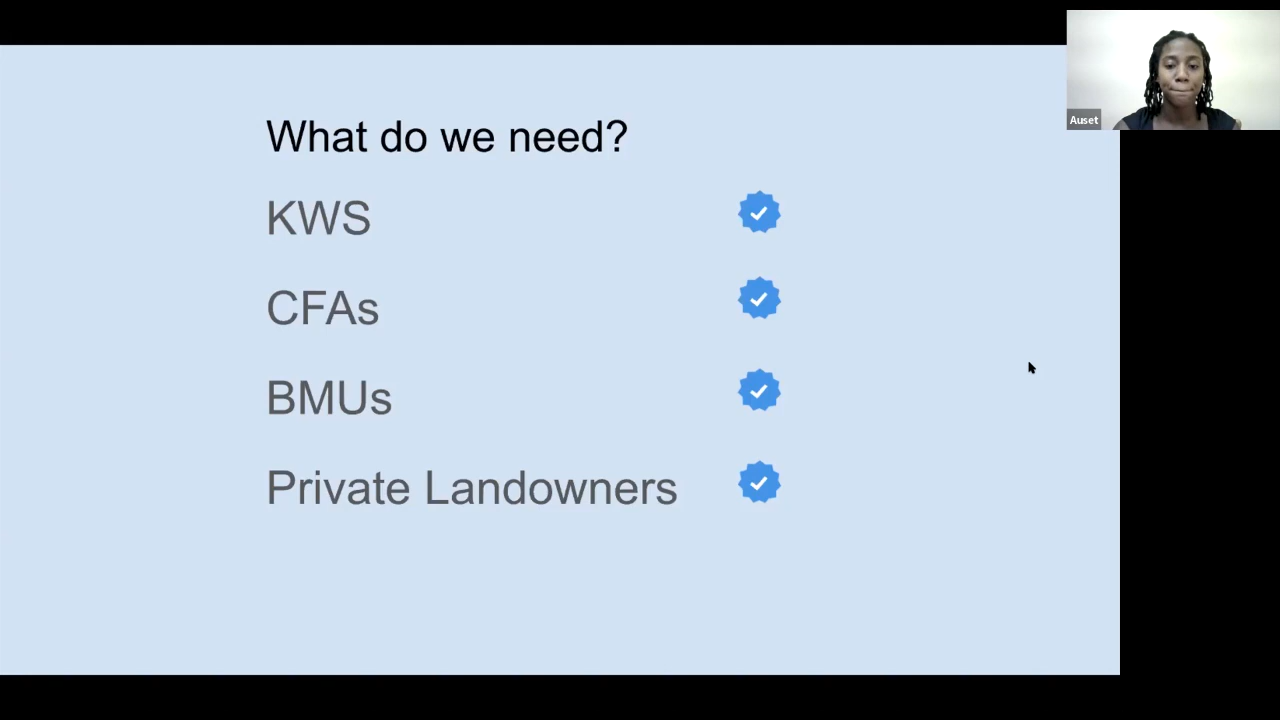 What do we need?
KWS
CFAs
BMUs
Private Landowners
Auset